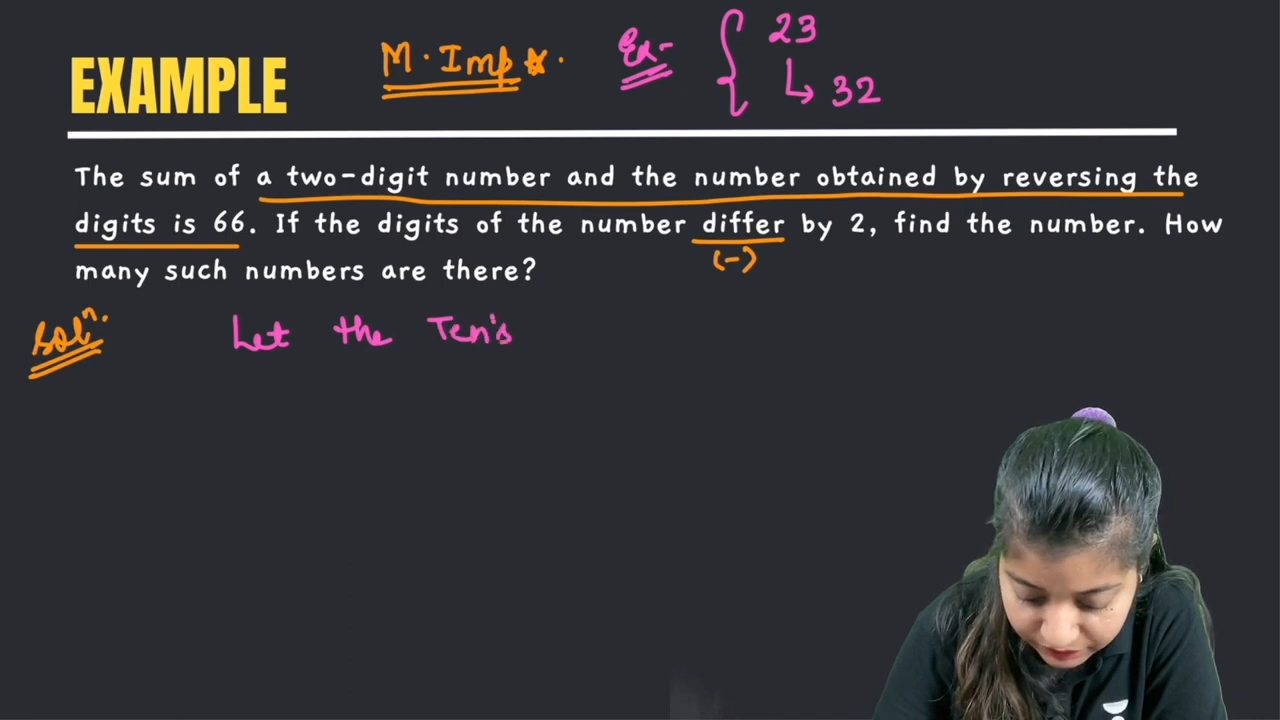 EXAMPLE
M. Imp
Ex- 23
32
The sum of a two-digit number and the number obtained by reversing the
digits is 66. If the digits of the number differ by 2, find the number. How
(-)
many such numbers are there?
Solⁿ. Let the Ten's